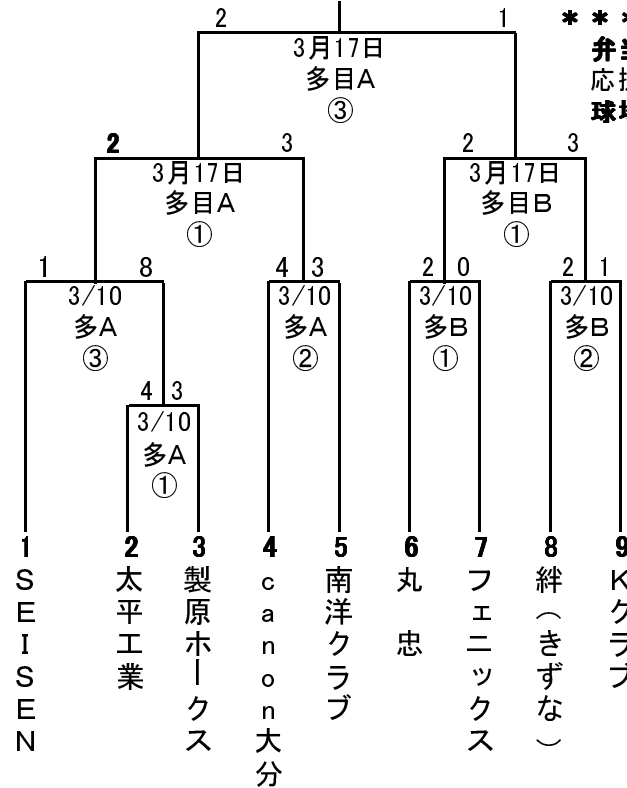 2 1
＊＊
3月17日
多目A
③
弁
応
球
2 3
3月17日
多目A
①
2 3
3月17日
多目B
①
1 8
3/10
多A
③
4 3
3/10
多A
②
2 0
3/10
多B
①
2 1
3/10
多B
②
4 3
3/10
多A
①
1 2 3 4 5 6 7 8 9
SEISEN
太平工業
製原ホークス
canon大分
南洋クラブ
丸 忠
フェニックス
絆（きずな）
Kクラブ